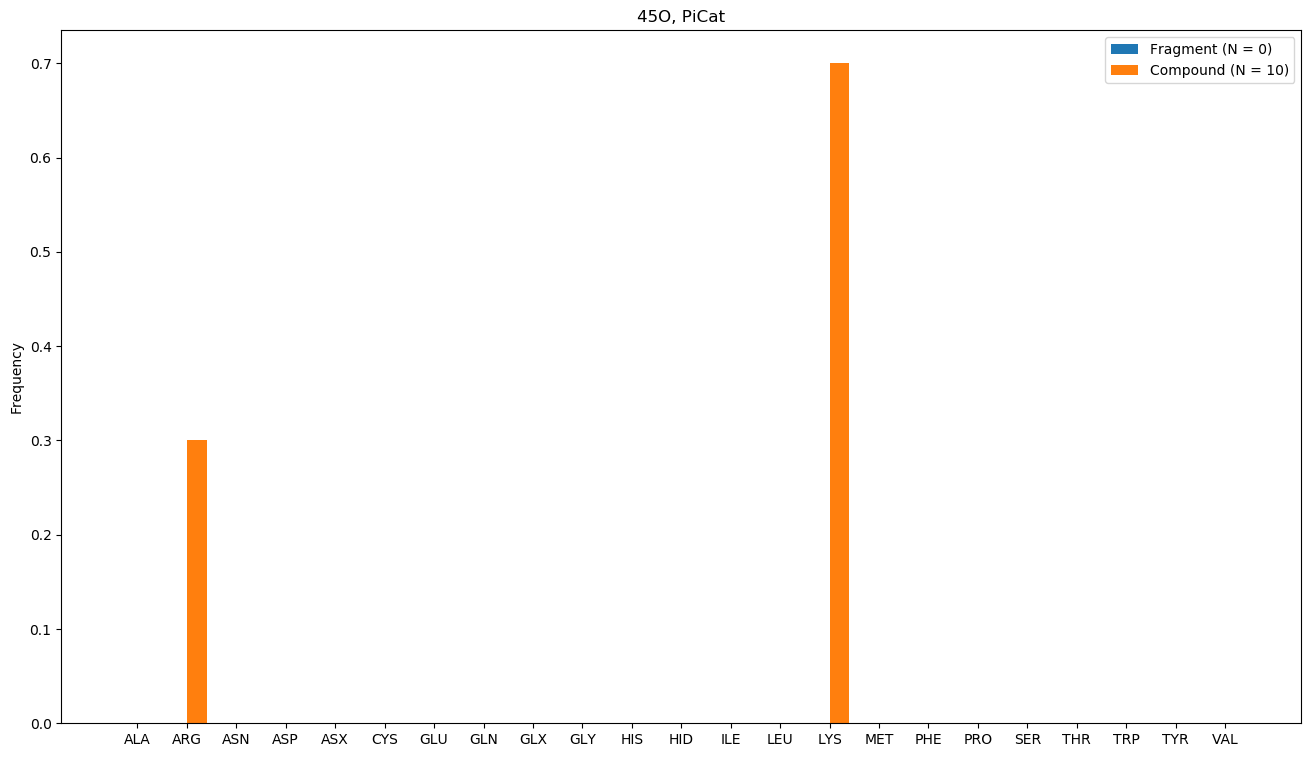 45O, PiCat
Fragment (N = 0)
Compound (N = 10)
Frequency
0.7
0.6
0.5
0.4
0.3
0.2
0.1
0.0
ALA ARG ASN ASP ASX CYS GLU GLN GLX GLY HIS HID ILE LEU LYS MET PHE PRO SER THR TRP TYR VAL